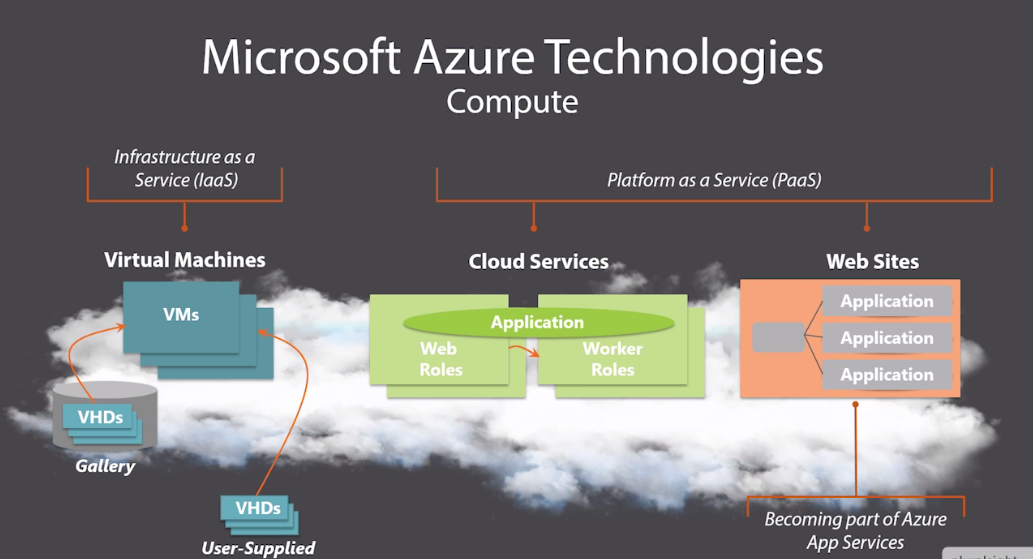 Microsoft Azure Technologies
Compute
Infrastructure as a
Service (IaaS)
Platform as a Service (PaaS)
Virtual Machines
Cloud Services
Web Sites
VMs
Application
Web
Roles
Worker
Roles
Application
Application
Application
VHDs
Gallery
VHDs
User-Supplied
Becoming part of Azure
App Services